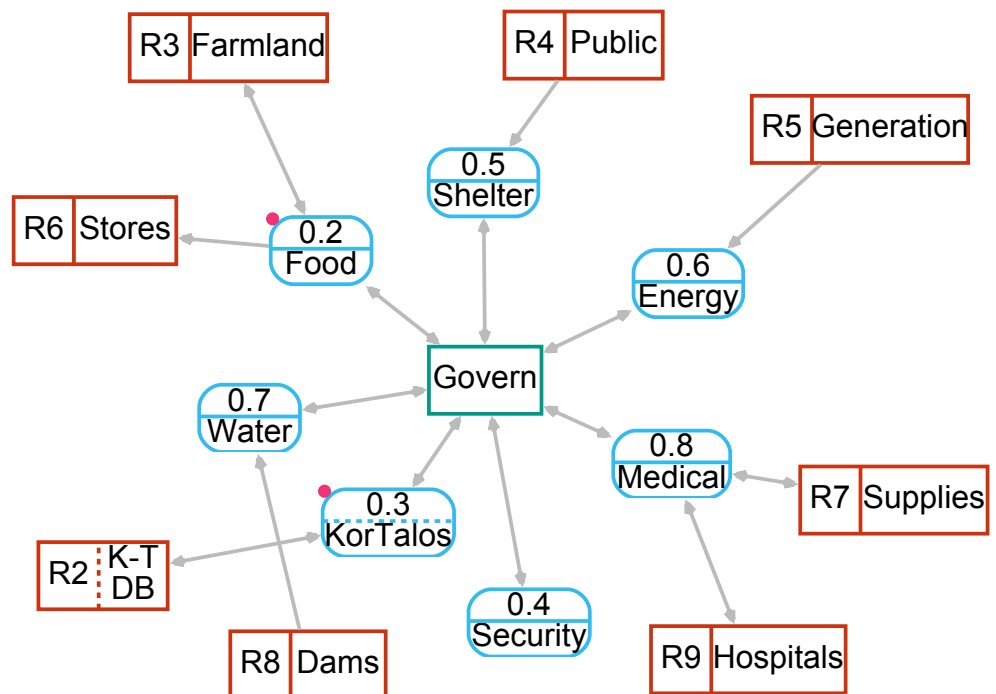 R3 Farmland
R4 Public
R5 Generation
0.5
Shelter
R6 Stores
0.2
Food
0.6
Energy
Govern
0.7
Water
0.8
Medical
R7 Supplies
0.3
KorTalos
R2 K-T
DB
0.4
Security
R8 Dams
R9 Hospitals